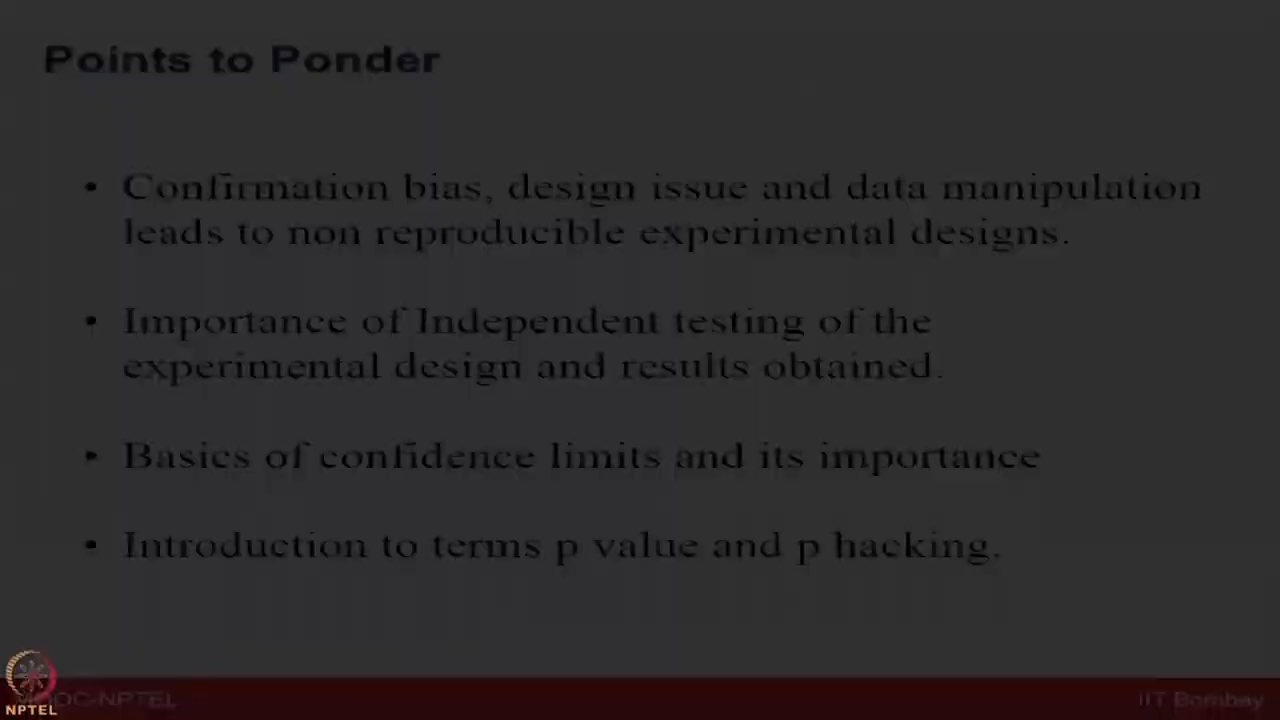 Points to Ponder
• Confirmation bias, design issue and data manipulation
leads to non reproducible experimental designs.
• Importance of Independent testing of the
experimental design and results obtained.
• Basics of confidence limits and its importance
• Introduction to terms p value and p hacking.
MOOC-NPTEL
NPTEL
IIT Bombay